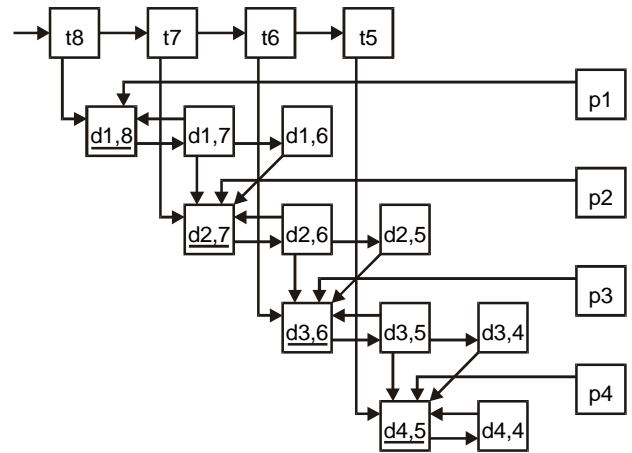 t8 t7 t6 t5
p1
d1,8 d1,7 d1,6
p2
d2,7 d2,6 d2,5
p3
d3,6 d3,5 d3,4
p4
d4,5 d4,4